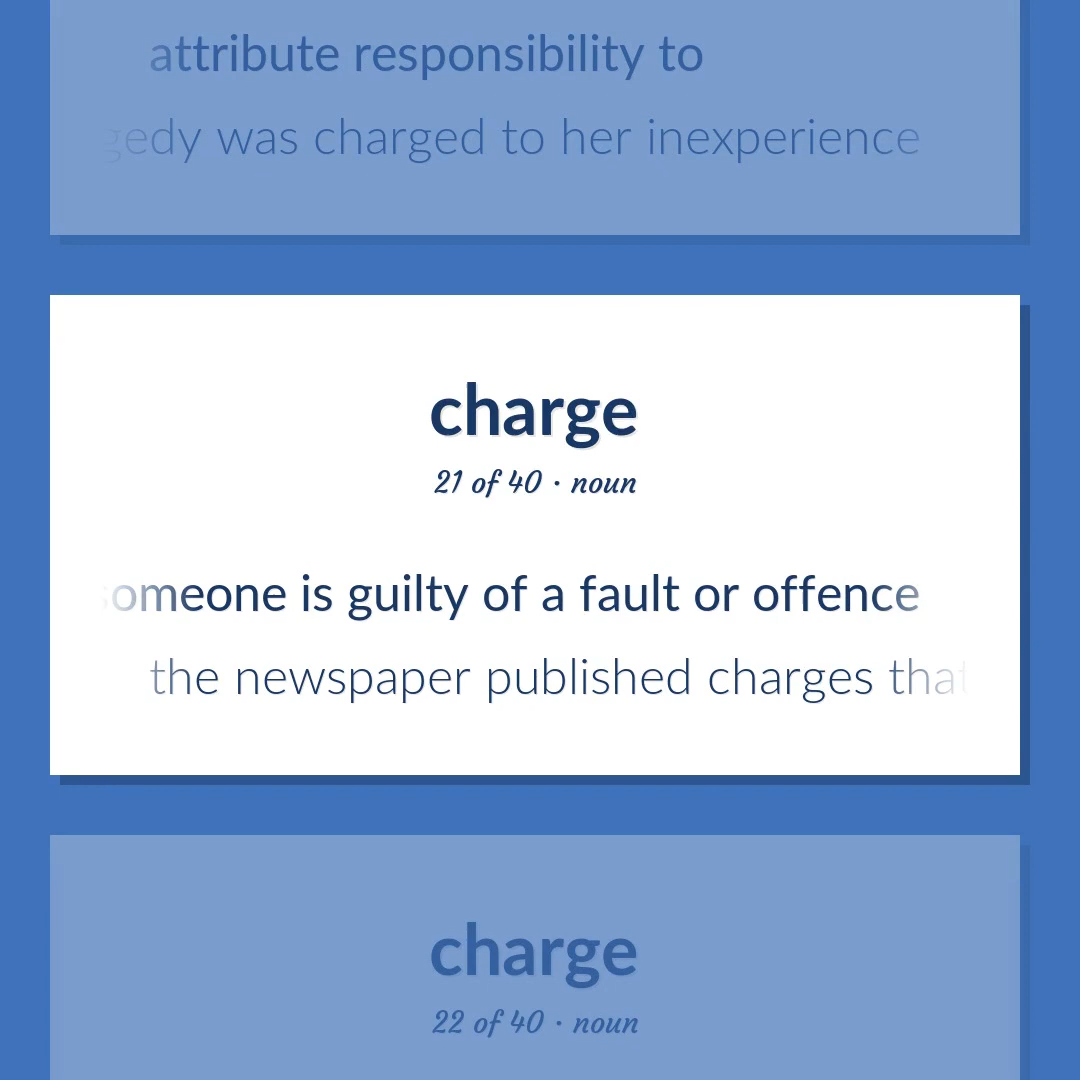 attribute responsibility to
gedy was charged to her inexperience
charge
21 of 40 · noun
someone is guilty of a fault or offence
the newspaper published charges that
charge
22 of 40 · noun